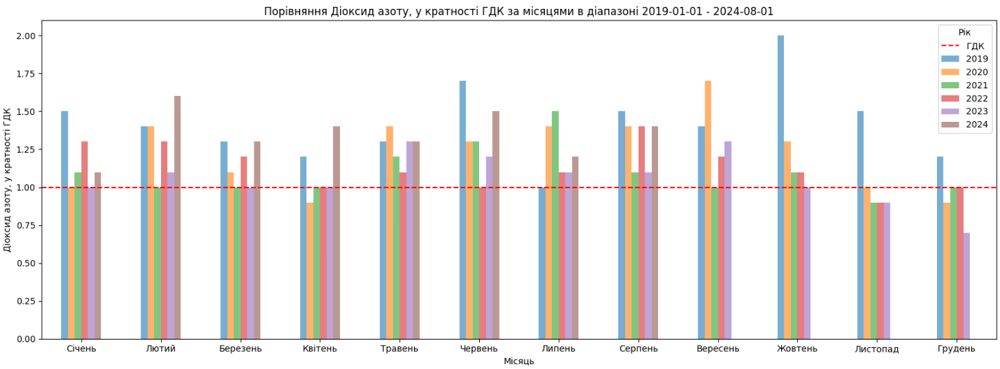 Порівняння Діоксид азоту, у кратності ГДК за місяцями в діапазоні 2019-01-01 - 2024-08-01
Діоксид азоту, у кратності ГДК
2.00
1.75
1.50
1.25
1.00
0.75
0.50
0.25
0.00
Рік
ГДК
2019
2020
2021
2022
2023
2024
Січень Лютий Березень Квітень Травень Червень Липень Серпень Вересень Жовтень Листопад Грудень
Місяць